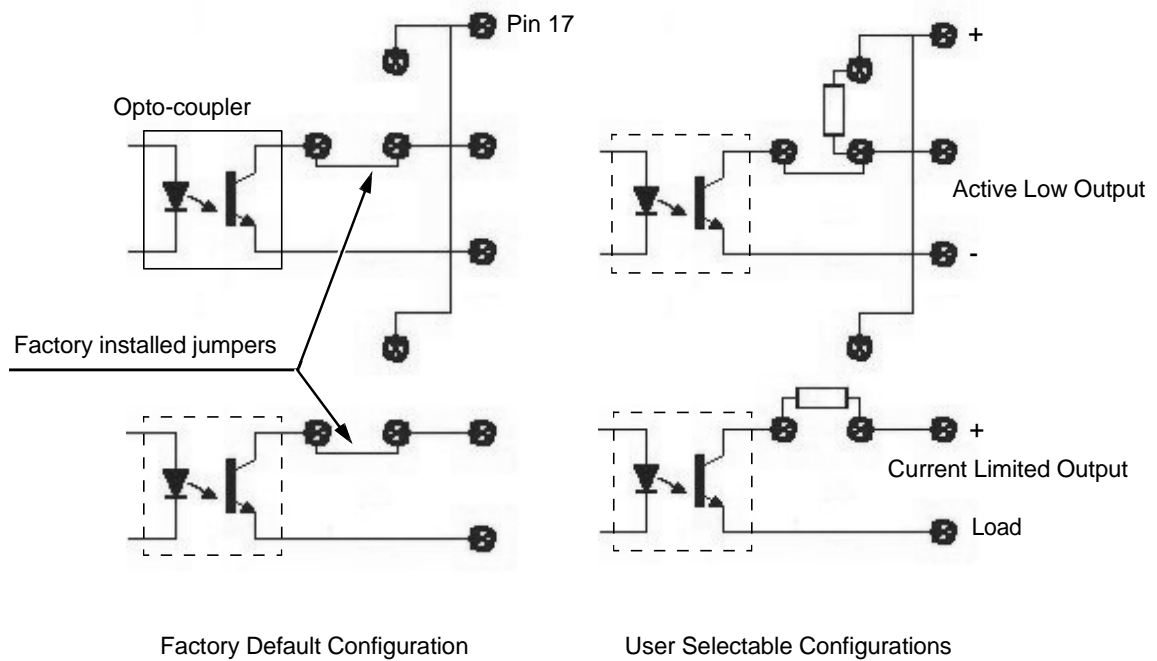 Pin 17
+
Opto-coupler
Active Low Output
-
Factory installed jumpers
+
Current Limited Output
Load
Factory Default Configuration
User Selectable Configurations